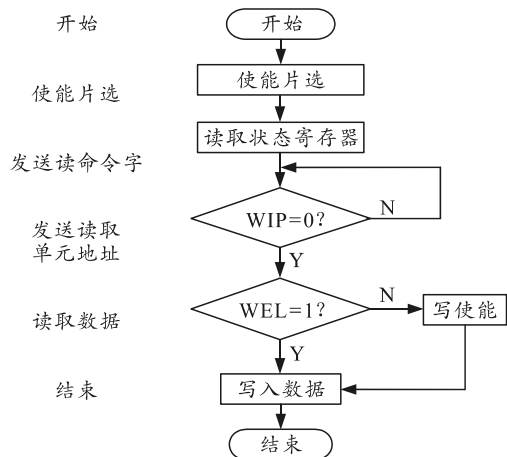 开始
使能片选
发送读命令字
发送读取
单元地址
读取数据
结束
开始
使能片选
读取状态寄存器
WIP=0?
N
Y
WEL=1?
N
写使能
Y
写入数据
结束